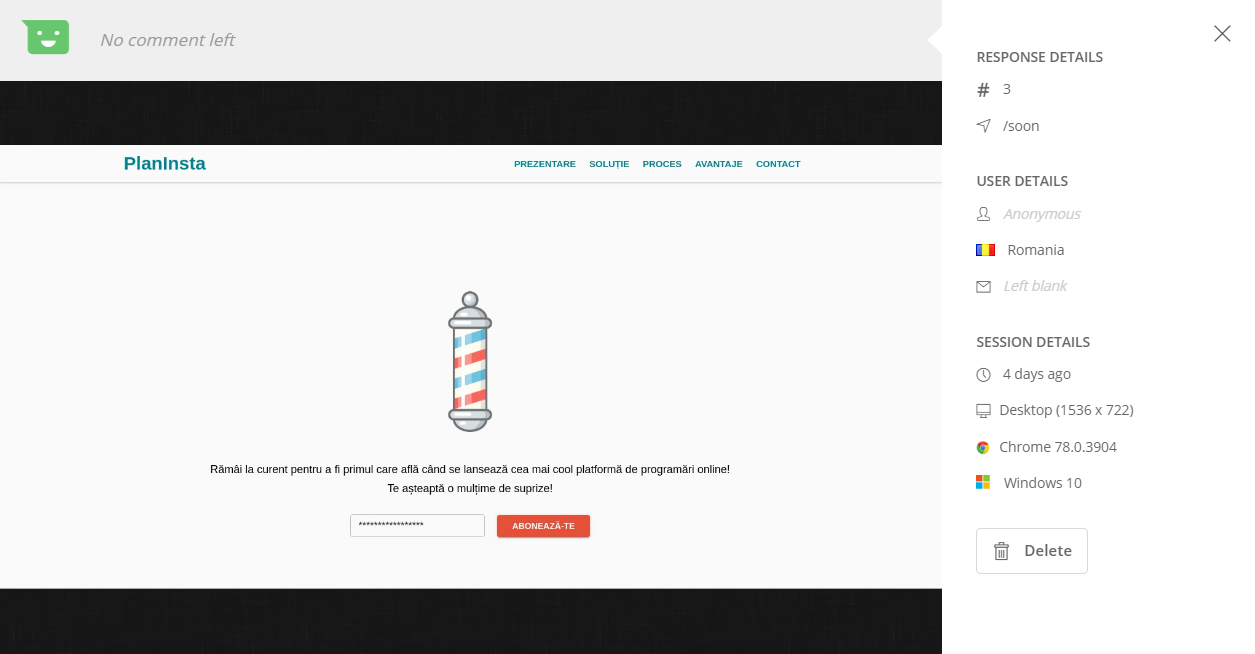 No comment left
PlanInsta
PREZENTARE SOLUȚIE PROCES AVANTAJE CONTACT
Rămâi la curent pentru a fi primul care află când se lansează cea mai cool platformă de programări online!
Te așteaptă o mulțime de suprize!
****************
ABONEAZĂ-TE
RESPONSE DETAILS
# 3
/soon
USER DETAILS
Anonymous
Romania
Left blank
SESSION DETAILS
4 days ago
Desktop (1536 x 722)
Chrome 78.0.3904
Windows 10
Delete